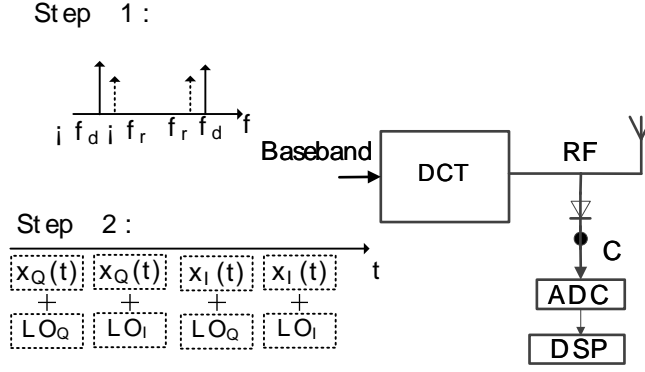 Step 1:
¡ f_d ¡ f_r f_r f_d f
Baseband
DCT
RF
Step 2:
x_Q(t) x_Q(t) x_I(t) x_I(t) t
+ + + +
LO_Q LO_I LO_Q LO_I
C
ADC
DSP